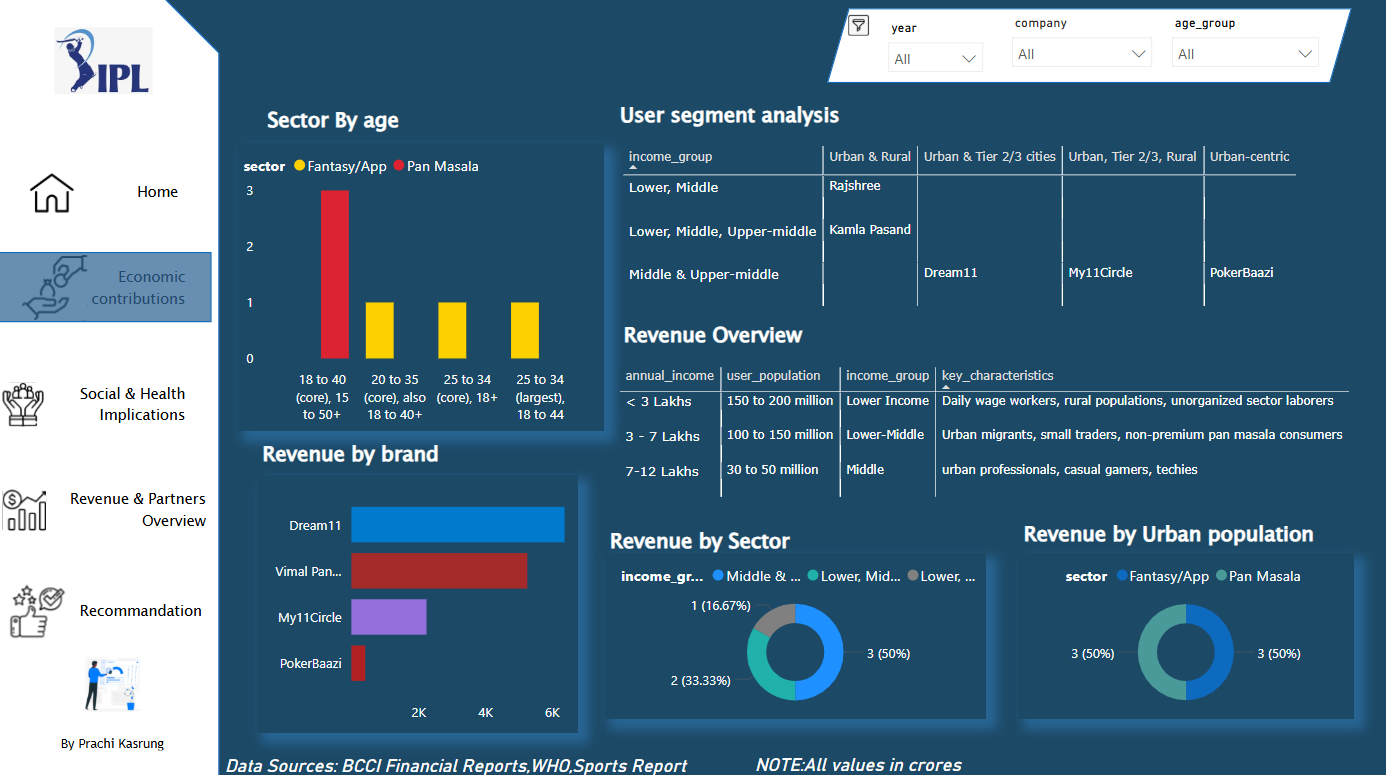 IPL
year
All
company
All
age_group
All
Home
Economic
contributions
Social & Health
Implications
Revenue & Partners
Overview
Recommandation
By Prachi Kasrung
Sector By age
sector Fantasy/App Pan Masala
3
2
1
0
18 to 40
(core), 15
to 50+
20 to 35
(core), also
18 to 40+
25 to 34
(core), 18+
25 to 34
(largest),
18 to 44
User segment analysis
income_group Urban & Rural Urban & Tier 2/3 cities Urban, Tier 2/3, Rural Urban-centric
Lower, Middle Rajshree
Lower, Middle, Upper-middle Kamla Pasand
Middle & Upper-middle Dream11 My11Circle PokerBaazi
Revenue Overview
annual_income user_population income_group key_characteristics
< 3 Lakhs 150 to 200 million Lower Income Daily wage workers, rural populations, unorganized sector laborers
3 - 7 Lakhs 100 to 150 million Lower-Middle Urban migrants, small traders, non-premium pan masala consumers
7-12 Lakhs 30 to 50 million Middle urban professionals, casual gamers, techies
Revenue by brand
Dream11
Vimal Pan...
My11Circle
PokerBaazi
2K 4K 6K
Revenue by Sector
income_gr... Middle & ... Lower, Mid... Lower, ...
1 (16.67%)
3 (50%)
2 (33.33%)
Revenue by Urban population
sector Fantasy/App Pan Masala
3 (50%)
3 (50%)
Data Sources: BCCI Financial Reports,WHO,Sports Report
NOTE:All values in crores